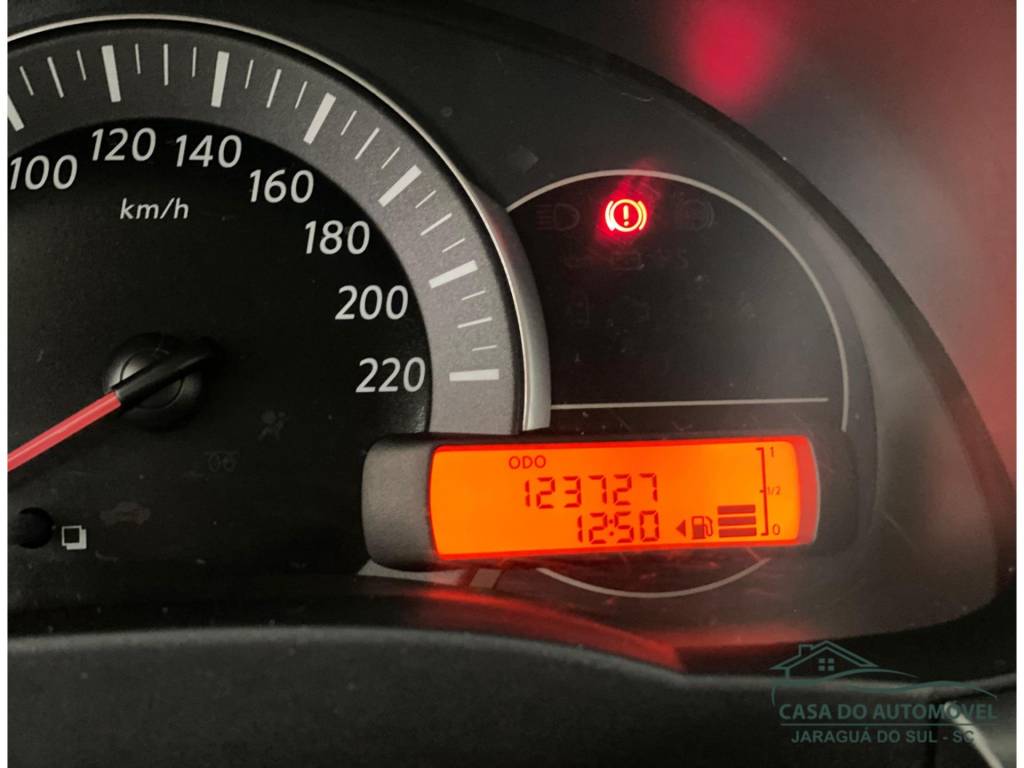 100 120 140 160 180 200 220
km/h
ODO
123727
12:50
1
1/2
0
CASA DO AUTOMÓVEL
JARAGUÁ DO SUL - SC